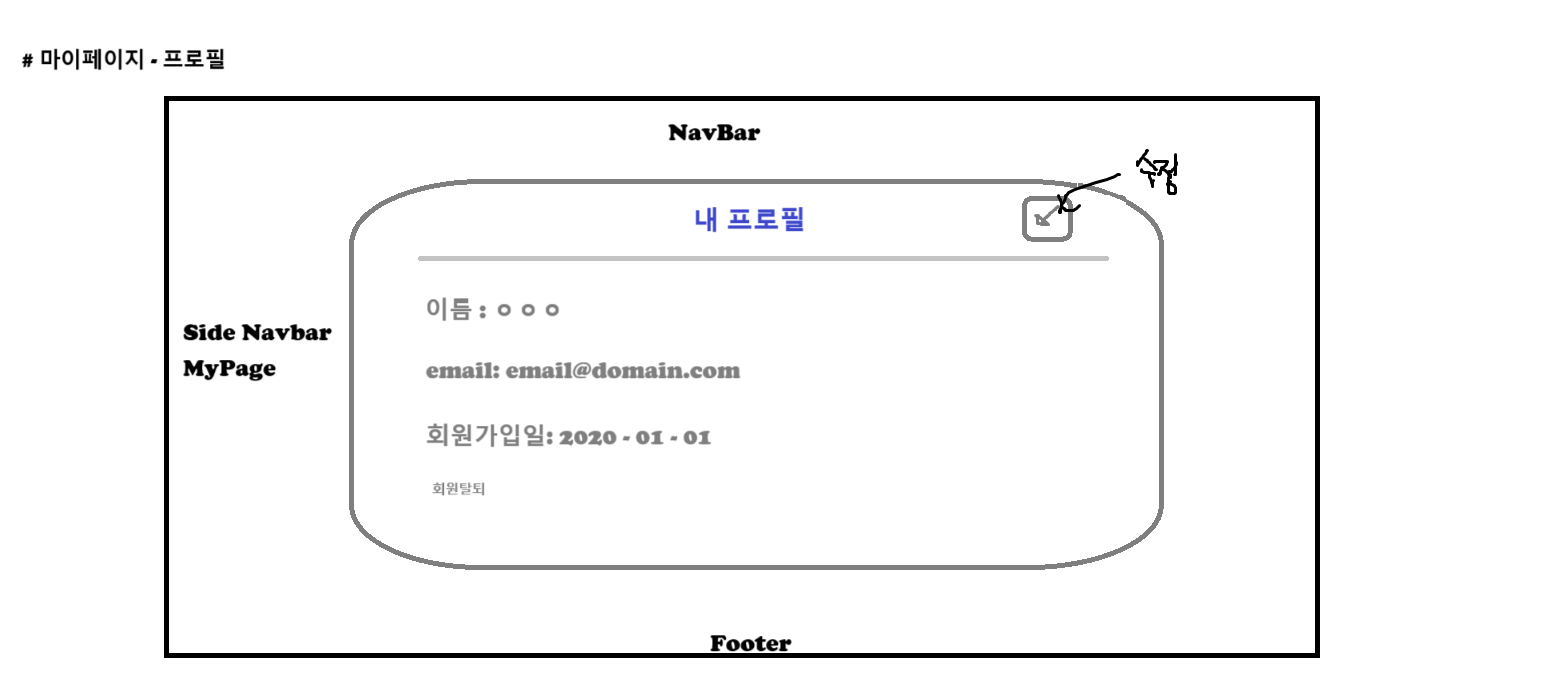 # 마이페이지 - 프로필
NavBar
수정
내 프로필
이름 : ㅇ ㅇ ㅇ
Side Navbar
MyPage
email: email@domain.com
회원가입일: 2020 - 01 - 01
회원탈퇴
Footer